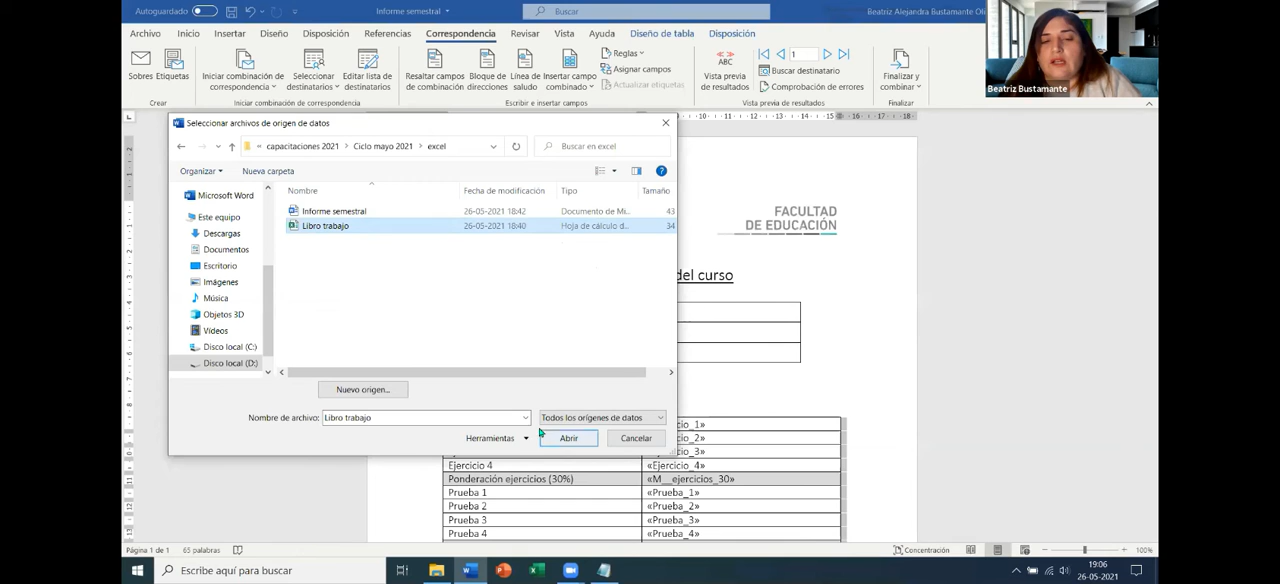 Autoguardado
Informe semestral
Buscar
Beatriz Alejandra Bustamante Oli
Archivo Inicio Insertar Diseño Disposición Referencias Correspondencia Revisar Vista Ayuda Diseño de tabla Disposición
Sobres Etiquetas
Iniciar combinación de correspondencia
Seleccionar destinatarios
Editar lista de destinatarios
Resaltar campos de combinación
Bloque de direcciones
Línea de saludo
Insertar campo combinado
Reglas
Asignar campos
Actualizar etiquetas
ABC
Vista previa de resultados
1
Buscar destinatario
Comprobación de errores
Finalizar y combinar
Crear
Iniciar combinación de correspondencia
Escribir e insertar campos
Vista previa de resultados
Finalizar
Beatriz Bustamante
Seleccionar archivos de origen de datos
« capacitaciones 2021 > Ciclo mayo 2021 > excel
Buscar en excel
Organizar
Nueva carpeta
Nombre Fecha de modificación Tipo Tamaño
Informe semestral 26-05-2021 18:42 Documento de Mi... 43
Libro trabajo 26-05-2021 18:40 Hoja de cálculo d... 34
Microsoft Word
Este equipo
Descargas
Documentos
Escritorio
Imágenes
Música
Objetos 3D
Vídeos
Disco local (C:)
Disco local (D:)
Nuevo origen...
Nombre de archivo: Libro trabajo
Todos los orígenes de datos
Herramientas
Abrir
Cancelar
FACULTAD
DE EDUCACIÓN
del curso
cio_1»
cio_2»
cio_3»
Ejercicio 4 «Ejercicio_4»
Ponderación ejercicios (30%) «M__ejercicios_30»
Prueba 1 «Prueba_1»
Prueba 2 «Prueba_2»
Prueba 3 «Prueba_3»
Prueba 4 «Prueba_4»
Página 1 de 1 65 palabras
Concentración
100%
Escribe aquí para buscar
19:06
26-05-2021